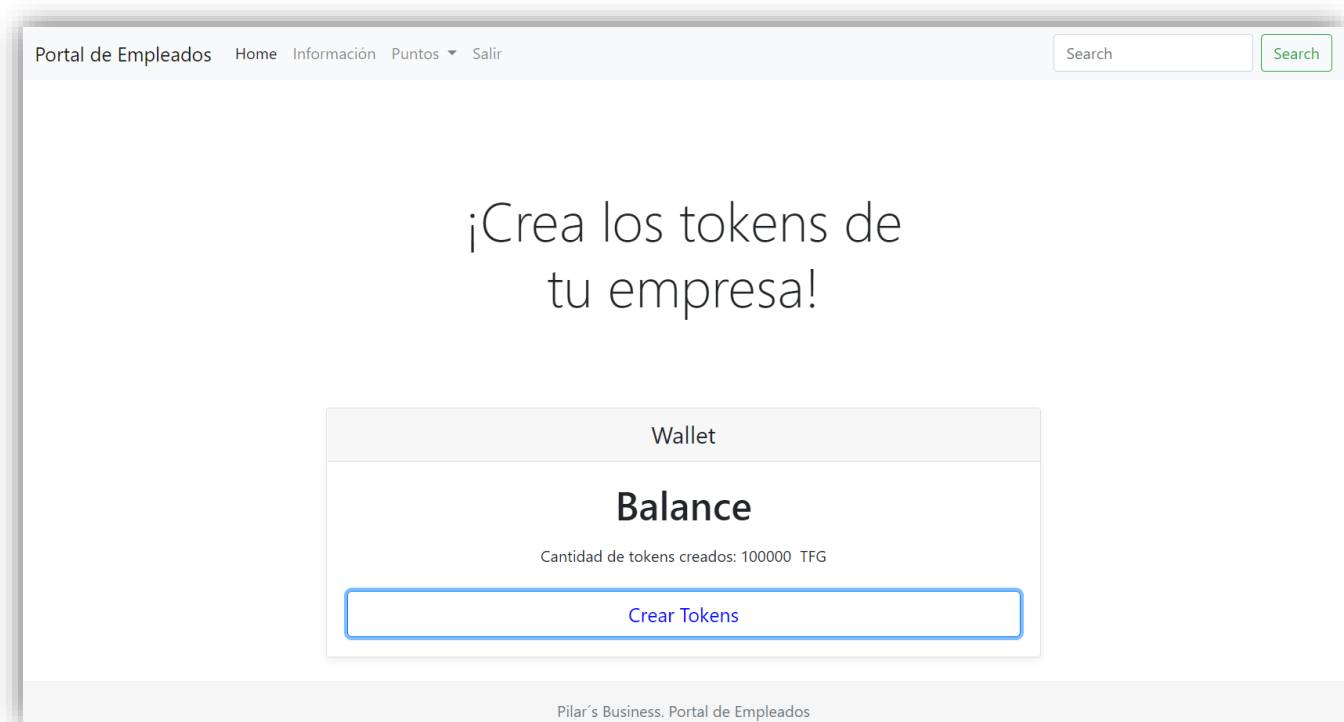 Portal de Empleados Home Información Puntos Salir Search Search
¡Crea los tokens de
tu empresa!
Wallet
Balance
Cantidad de tokens creados: 100000 TFG
Crear Tokens
Pilar´s Business. Portal de Empleados